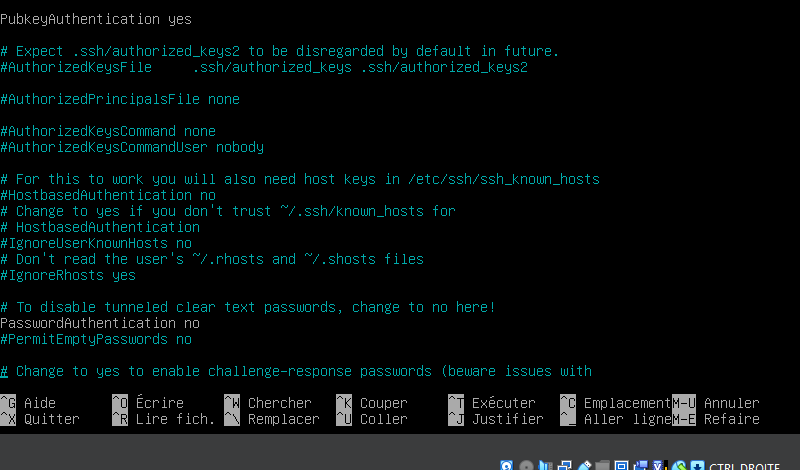 PubkeyAuthentication yes
# Expect .ssh/authorized_keys2 to be disregarded by default in future.
#AuthorizedKeysFile     .ssh/authorized_keys .ssh/authorized_keys2
#AuthorizedPrincipalsFile none
#AuthorizedKeysCommand none
#AuthorizedKeysCommandUser nobody
# For this to work you will also need host keys in /etc/ssh/ssh_known_hosts
#HostbasedAuthentication no
# Change to yes if you don't trust ~/.ssh/known_hosts for
# HostbasedAuthentication
#IgnoreUserKnownHosts no
# Don't read the user's ~/.rhosts and ~/.shosts files
#IgnoreRhosts yes
# To disable tunneled clear text passwords, change to no here!
PasswordAuthentication no
#PermitEmptyPasswords no
# Change to yes to enable challenge-response passwords (beware issues with
^G Aide ^O Écrire ^W Chercher ^K Couper ^T Exécuter ^C Emplacement M-U Annuler
^X Quitter ^R Lire fich. ^\ Remplacer ^U Coller ^J Justifier ^_ Aller ligne M-E Refaire
CTRL DROITE